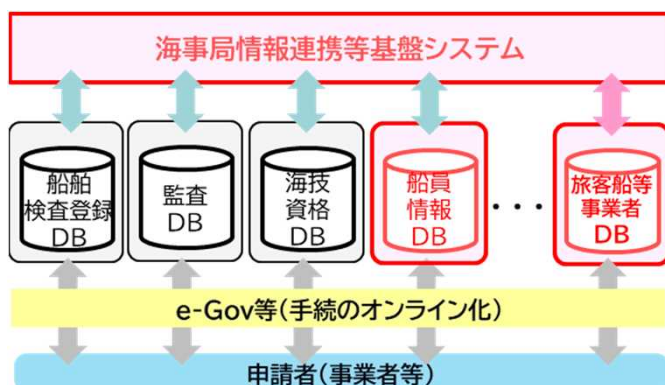 海事局情報連携等基盤システム
船舶
検査登録
DB
監査
DB
海技
資格
DB
船員
情報
DB
・・・
旅客船等
事業者
DB
e-Gov等(手続のオンライン化)
申請者(事業者等)